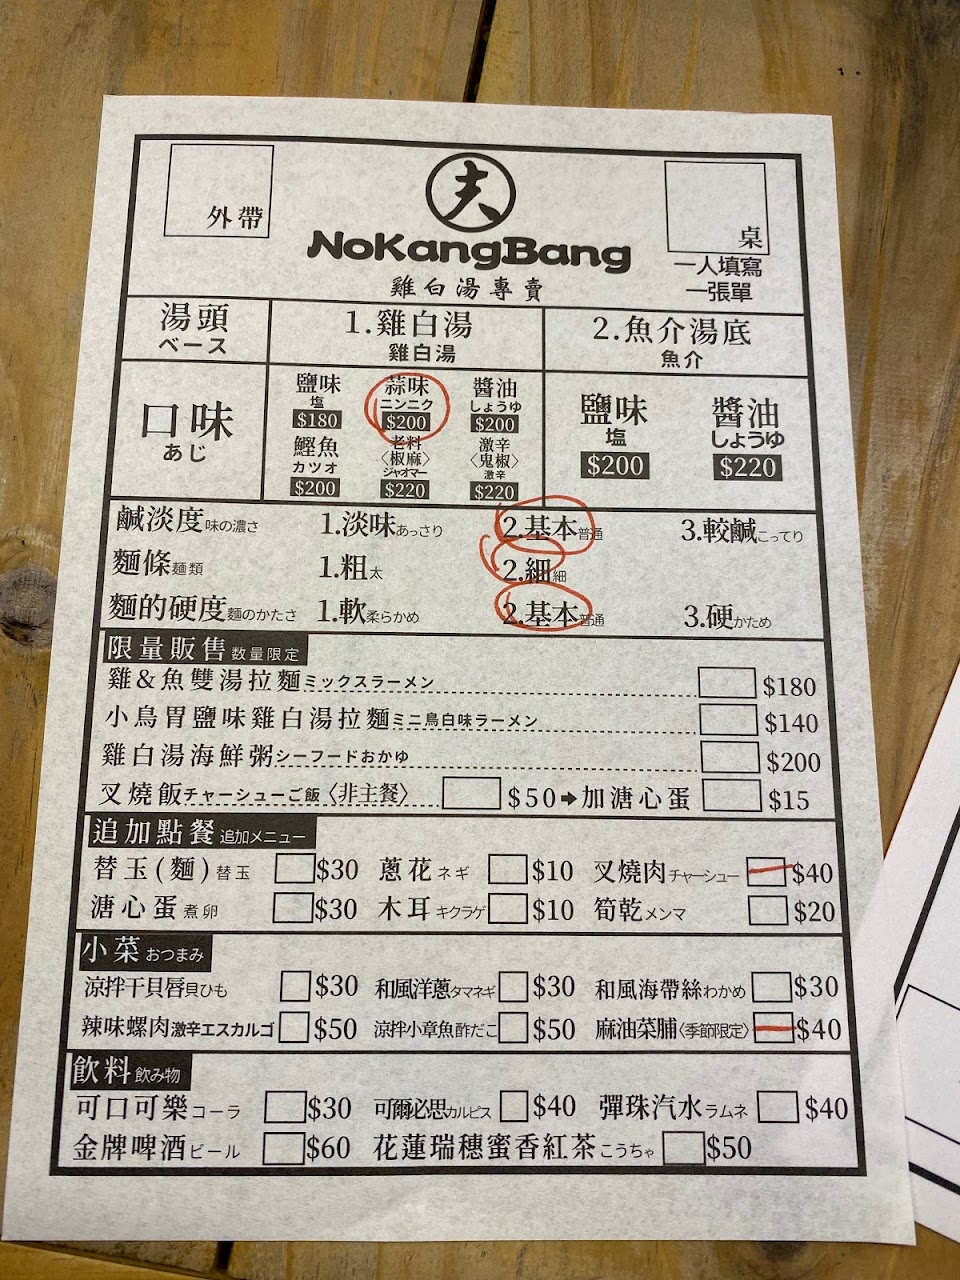 外帶
夫
NoKangBang
雞白湯專賣
桌
一人填寫
一張單
湯頭
ベース
1.雞白湯
雞白湯
2.魚介湯底
魚介
口味
あじ
鹽味
塩
$180
蒜味
ニンニク
$200
醬油
しょうゆ
$200
鰹魚
カツオ
$200
老料
〈椒麻〉
ジャオマー
$220
激辛
〈鬼椒〉
激辛
$220
鹽味
塩
$200
醬油
しょうゆ
$220
鹹淡度味の濃さ 1.淡味あっさり 2.基本普通 3.較鹹こってり
麵條麺類 1.粗太 2.細細
麵的硬度麺のかたさ 1.軟柔らかめ 2.基本普通 3.硬かため
限量販售数量限定
雞&魚雙湯拉麵ミックスラーメン $180
小鳥胃鹽味雞白湯拉麵ミニ鳥白味ラーメン $140
雞白湯海鮮粥シーフードおかゆ $200
叉燒飯チャーシューご飯〈非主餐〉 $50➡加溏心蛋 $15
追加點餐追加メニュー
替玉(麵)替玉 $30 蔥花ネギ $10 叉燒肉チャーシュー $40
溏心蛋煮卵 $30 木耳キクラゲ $10 筍乾メンマ $20
小菜おつまみ
涼拌干貝唇貝ひも $30 和風洋蔥タマネギ $30 和風海帶絲わかめ $30
辣味螺肉激辛エスカルゴ $50 涼拌小章魚酢だこ $50 麻油菜脯〈季節限定〉 $40
飲料飲み物
可口可樂コーラ $30 可爾必思カルピス $40 彈珠汽水ラムネ $40
金牌啤酒ビール $60 花蓮瑞穗蜜香紅茶こうちゃ $50